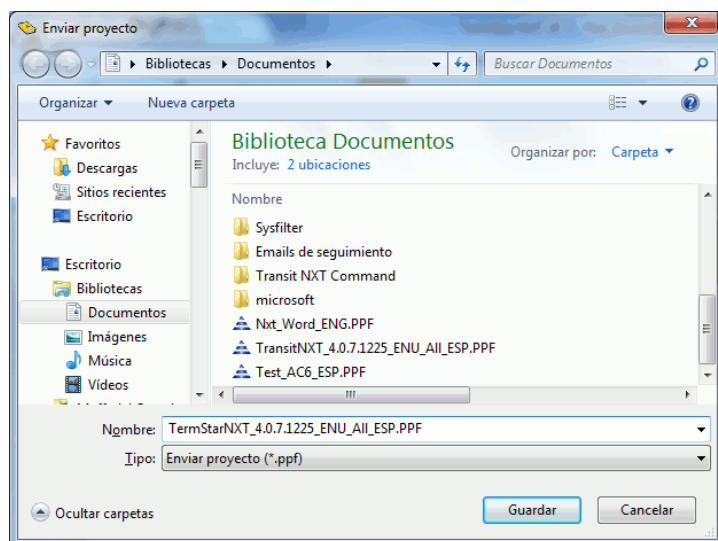 Enviar proyecto
Bibliotecas Documentos
Buscar Documentos
Organizar Nueva carpeta
Favoritos
Descargas
Sitios recientes
Escritorio
Escritorio
Bibliotecas
Documentos
Imágenes
Música
Vídeos
Biblioteca Documentos
Incluye: 2 ubicaciones
Organizar por: Carpeta
Nombre
Sysfilter
Emails de seguimiento
Transit NXT Command
microsoft
Nxt_Word_ENG.PPF
TransitNXT_4.0.7.1225_ENU_All_ESP.PPF
Test_AC6_ESP.PPF
Nombre: TermStarNXT_4.0.7.1225_ENU_All_ESP.PPF
Tipo: Enviar proyecto (*.ppf)
Ocultar carpetas
Guardar Cancelar